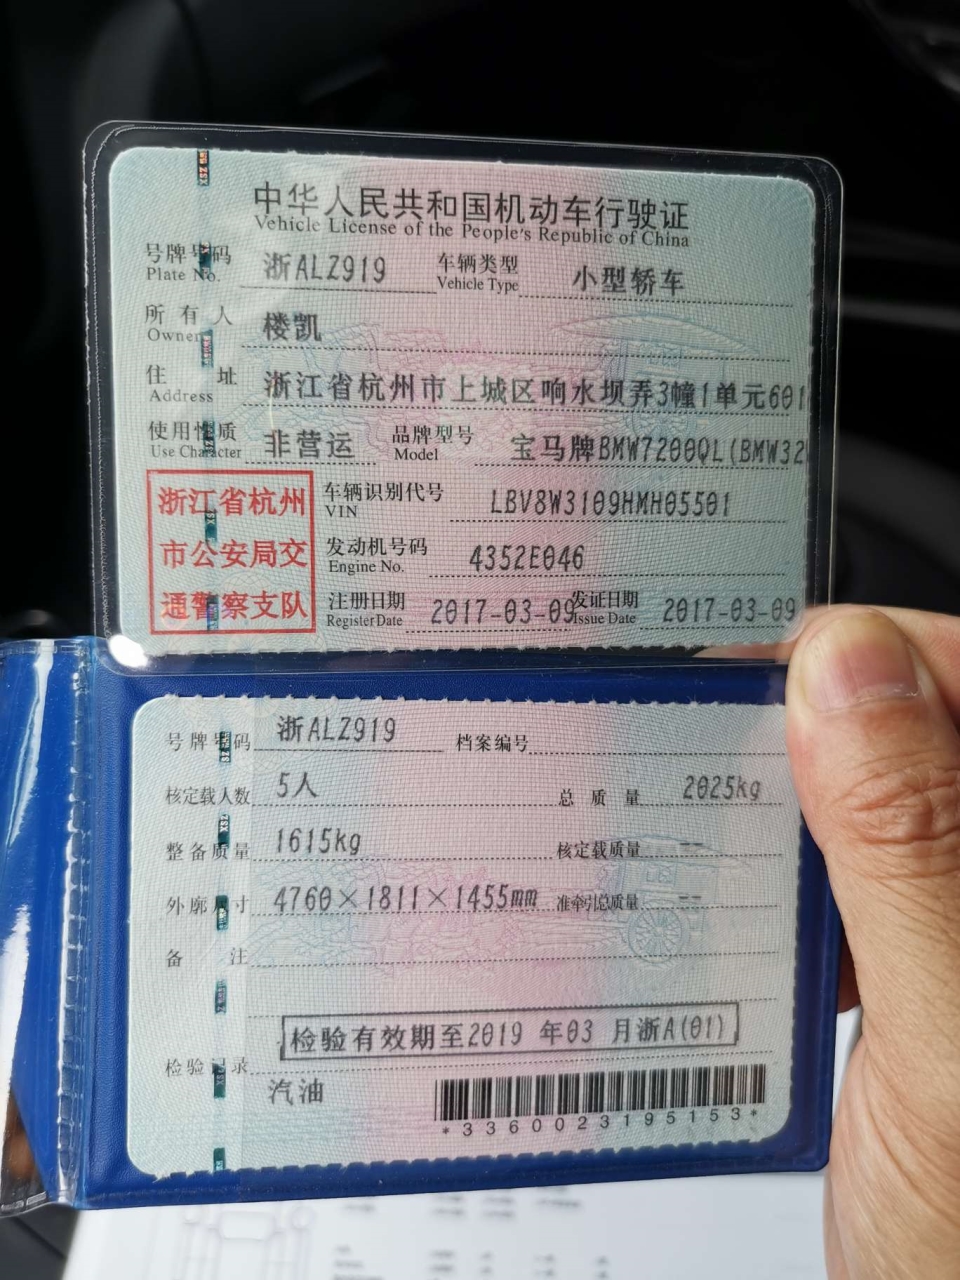 中华人民共和国机动车行驶证
Vehicle License of the People's Republic of China
号牌号码 浙ALZ919 车辆类型 小型轿车
Plate No. Vehicle Type
所有人 楼凯
Owner
住址 浙江省杭州市上城区响水坝弄3幢1单元601
Address
使用性质 非营运 品牌型号 宝马牌BMW7200QL(BMW32
Use Character Model
浙江省杭州
市公安局交
通警察支队
车辆识别代号 LBV8W3109HMH05501
VIN
发动机号码 4352E046
Engine No.
注册日期 2017-03-09 发证日期 2017-03-09
Register Date Issue Date
号牌号码 浙ALZ919 档案编号
核定载人数 5人 总质量 2025kg
整备质量 1615kg 核定载质量 --
外廓尺寸 4760×1811×1455mm 准牵引总质量 --
备注
检验有效期至2019 年03 月浙A(01)
检验记录
汽油
*3360023195153*